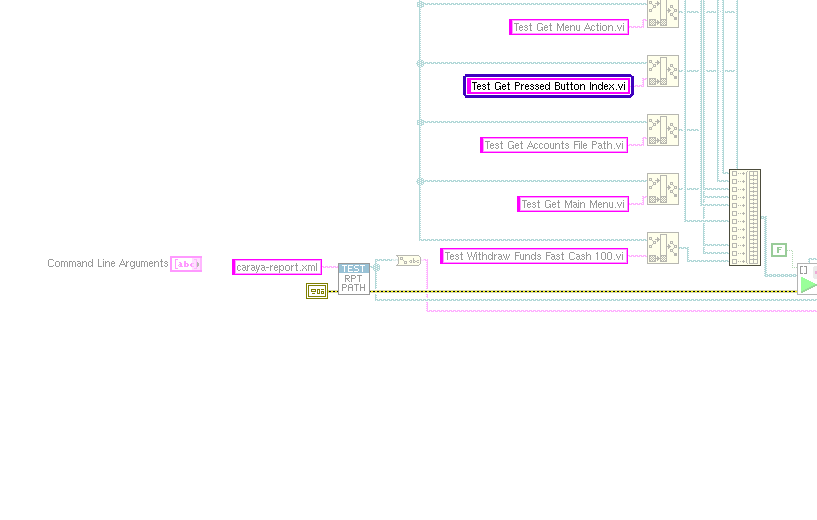 Test Get Menu Action.vi
Test Get Pressed Button Index.vi
Test Get Accounts File Path.vi
Test Get Main Menu.vi
Test Withdraw Funds Fast Cash 100.vi
F
Command Line Arguments
abc
caraya-report.xml
TEST
RPT
PATH